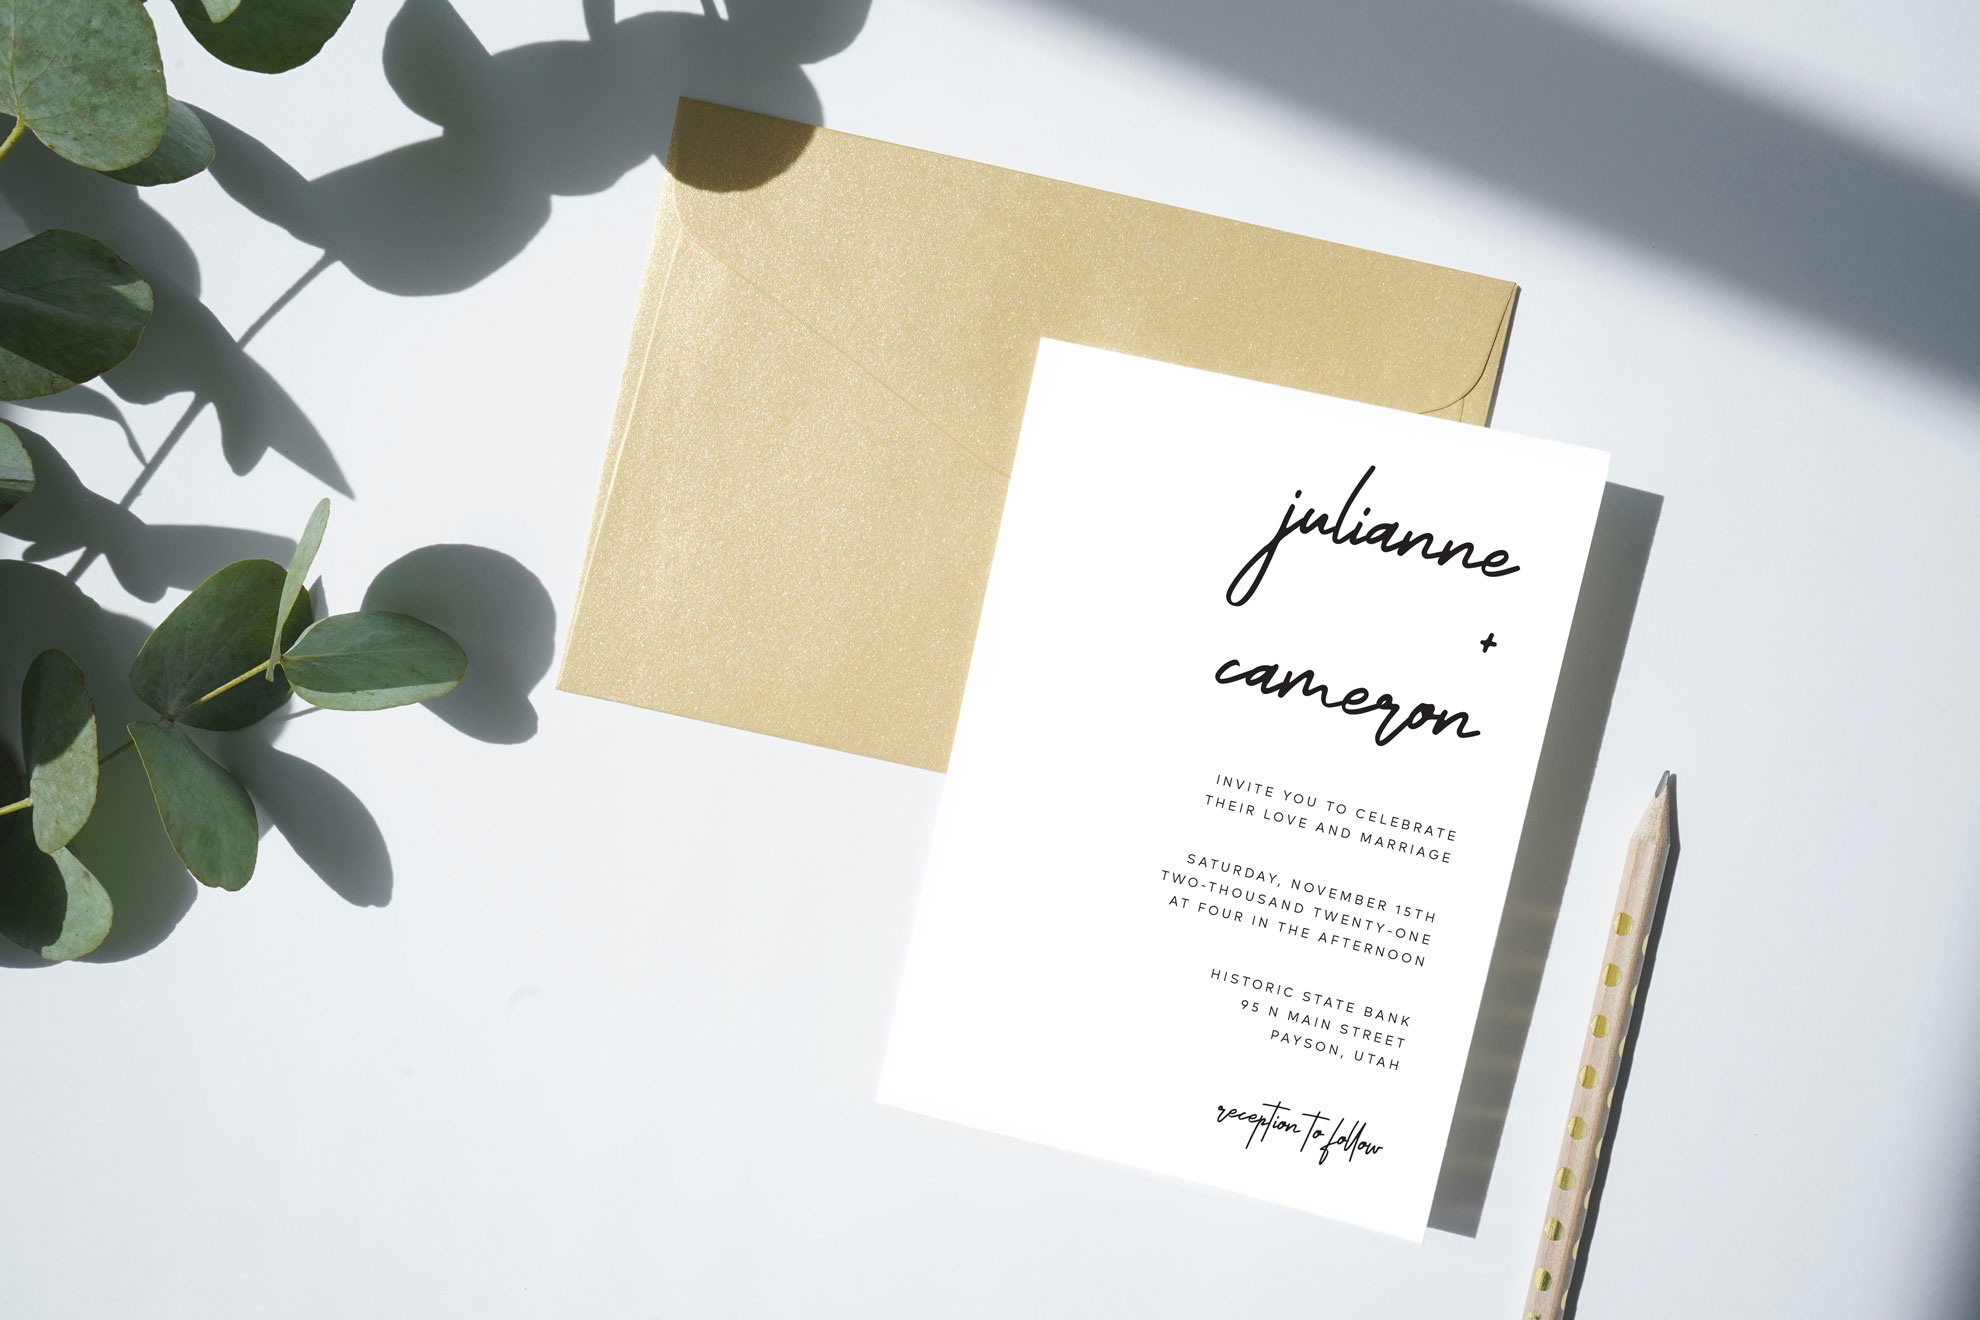 julianne
+
cameron
INVITE YOU TO CELEBRATE
THEIR LOVE AND MARRIAGE
SATURDAY, NOVEMBER 15TH
TWO-THOUSAND TWENTY-ONE
AT FOUR IN THE AFTERNOON
HISTORIC STATE BANK
95 N MAIN STREET
PAYSON, UTAH
reception to follow